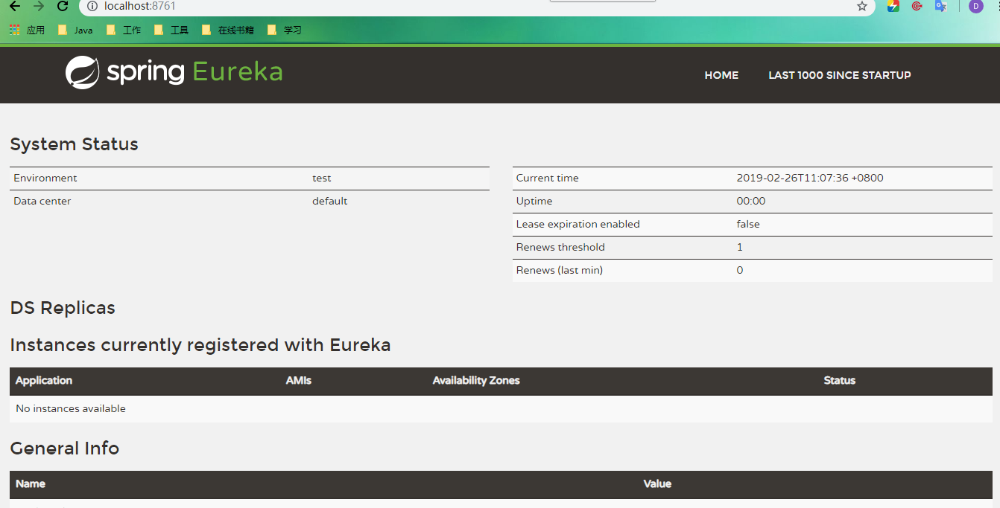 localhost:8761
应用 Java 工作 工具 在线书籍 学习
spring Eureka
HOME LAST 1000 SINCE STARTUP
System Status
Environment test
Data center default
Current time 2019-02-26T11:07:36 +0800
Uptime 00:00
Lease expiration enabled false
Renews threshold 1
Renews (last min) 0
DS Replicas
Instances currently registered with Eureka
Application AMIs Availability Zones Status
No instances available
General Info
Name Value